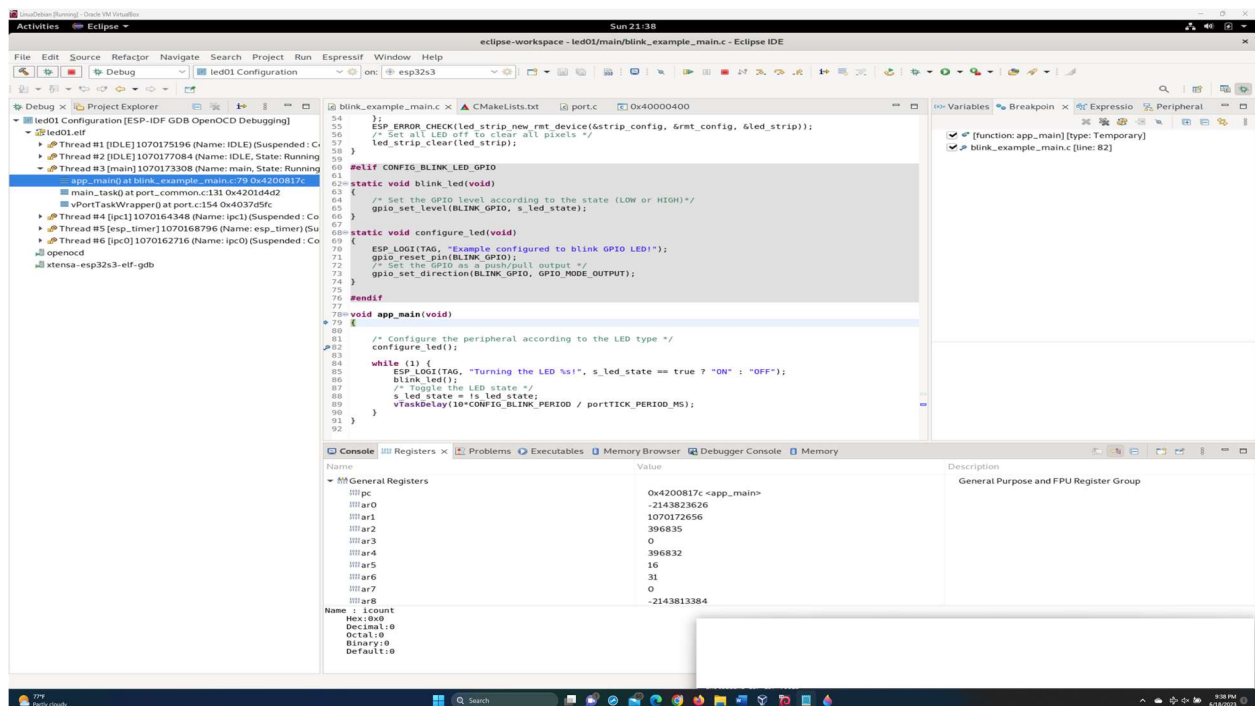 LinuxDebian [Running] - Oracle VM VirtualBox
Activities Eclipse Sun 21:38
eclipse-workspace - led01/main/blink_example_main.c - Eclipse IDE
File Edit Source Refactor Navigate Search Project Run Espressif Window Help
Debug led01 Configuration on: esp32s3
Debug Project Explorer
led01 Configuration [ESP-IDF GDB OpenOCD Debugging]
led01.elf
Thread #1 [IDLE] 1070175196 (Name: IDLE) (Suspended : Co
Thread #2 [IDLE] 1070177084 (Name: IDLE, State: Running
Thread #3 [main] 1070173308 (Name: main, State: Running
app_main() at blink_example_main.c:79 0x4200817c
main_task() at port_common.c:131 0x4201d4d2
vPortTaskWrapper() at port.c:154 0x4037d5fc
Thread #4 [ipc1] 1070164348 (Name: ipc1) (Suspended : Co
Thread #5 [esp_timer] 1070168796 (Name: esp_timer) (Su
Thread #6 [ipc0] 1070162716 (Name: ipc0) (Suspended : Co
openocd
xtensa-esp32s3-elf-gdb
blink_example_main.c CMakeLists.txt port.c 0x40000400
54 };
55 ESP_ERROR_CHECK(led_strip_new_rmt_device(&strip_config, &rmt_config, &led_strip));
56 /* Set all LED off to clear all pixels */
57 led_strip_clear(led_strip);
58 }
59
60 #elif CONFIG_BLINK_LED_GPIO
61
62 static void blink_led(void)
63 {
64 /* Set the GPIO level according to the state (LOW or HIGH)*/
65 gpio_set_level(BLINK_GPIO, s_led_state);
66 }
67
68 static void configure_led(void)
69 {
70 ESP_LOGI(TAG, "Example configured to blink GPIO LED!");
71 gpio_reset_pin(BLINK_GPIO);
72 /* Set the GPIO as a push/pull output */
73 gpio_set_direction(BLINK_GPIO, GPIO_MODE_OUTPUT);
74 }
75
76 #endif
77
78 void app_main(void)
79 {
80
81 /* Configure the peripheral according to the LED type */
82 configure_led();
83
84 while (1) {
85 ESP_LOGI(TAG, "Turning the LED %s!", s_led_state == true ? "ON" : "OFF");
86 blink_led();
87 /* Toggle the LED state */
88 s_led_state = !s_led_state;
89 vTaskDelay(10*CONFIG_BLINK_PERIOD / portTICK_PERIOD_MS);
90 }
91 }
92
Variables Breakpoin Expressio Peripheral
[function: app_main] [type: Temporary]
blink_example_main.c [line: 82]
Console Registers Problems Executables Memory Browser Debugger Console Memory
Name Value Description
General Registers General Purpose and FPU Register Group
pc 0x4200817c <app_main>
ar0 -2143823626
ar1 1070172656
ar2 396835
ar3 0
ar4 396832
ar5 16
ar6 31
ar7 0
ar8 -2143813384
Name : icount
Hex:0x0
Decimal:0
Octal:0
Binary:0
Default:0
77°F
Partly cloudy
Search
9:38 PM
6/18/2023